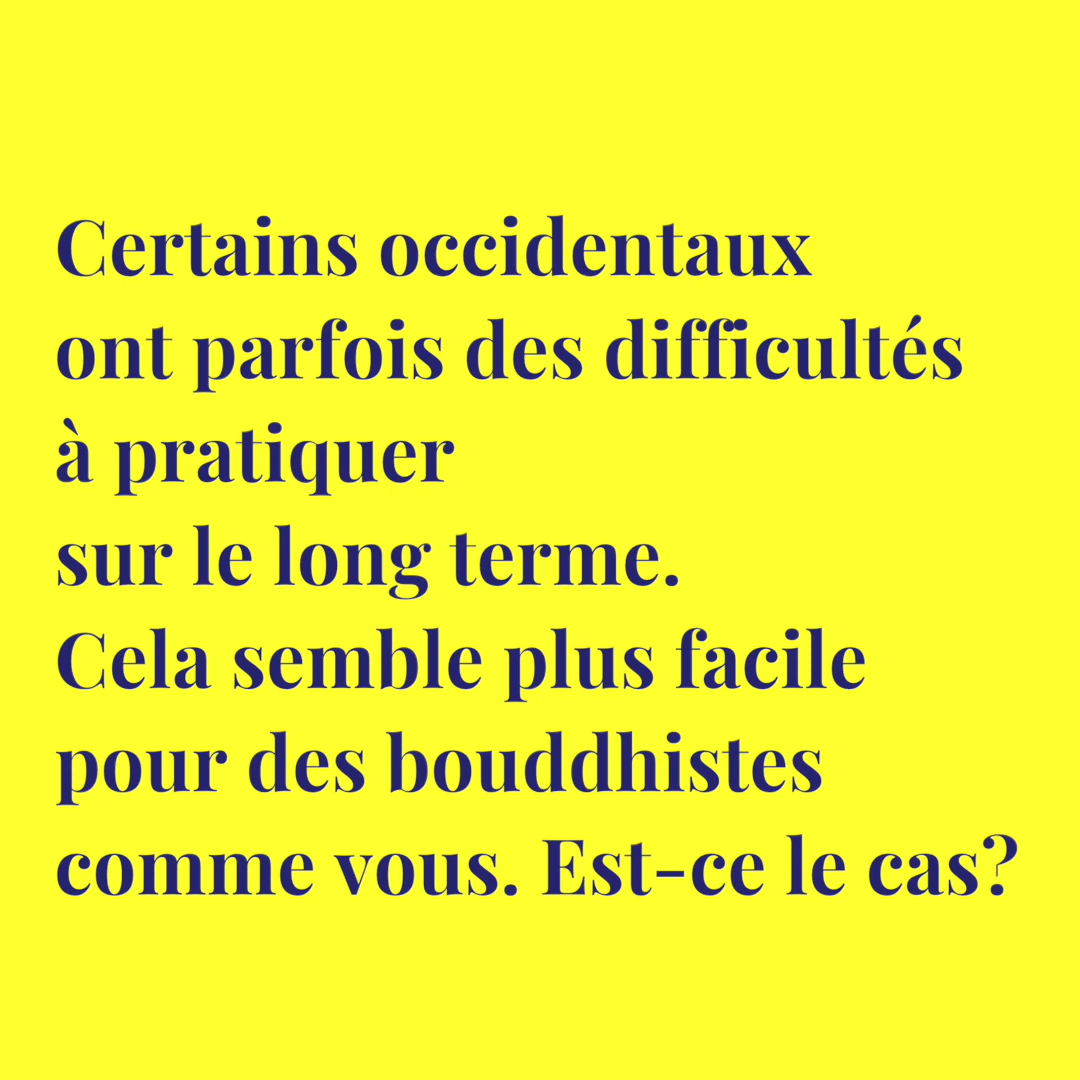 Certains occidentaux
ont parfois des difficultés
à pratiquer
sur le long terme.
Cela semble plus facile
pour des bouddhistes
comme vous. Est-ce le cas?